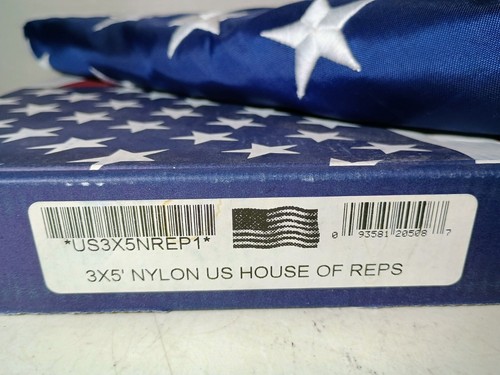 *US3X5NREP1*
0 93581 20508 7
3X5' NYLON US HOUSE OF REPS